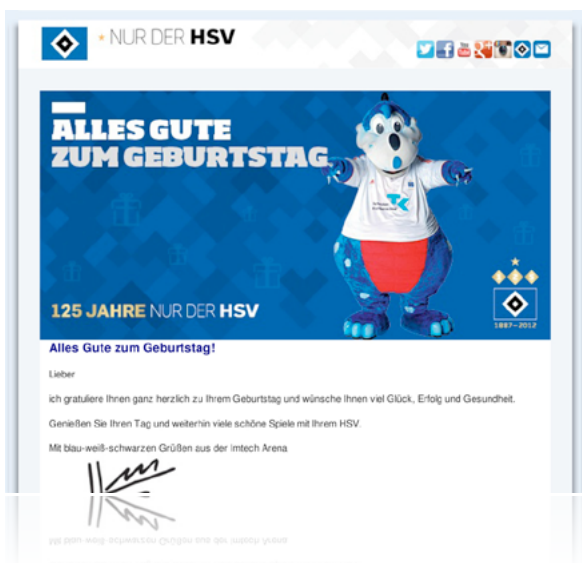 * NUR DER HSV
ALLES GUTE
ZUM GEBURTSTAG
TK
125 JAHRE NUR DER HSV
125
1887–2012
Alles Gute zum Geburtstag!
Lieber
ich gratuliere Ihnen ganz herzlich zu Ihrem Geburtstag und wünsche Ihnen viel Glück, Erfolg und Gesundheit.
Genießen Sie Ihren Tag und weiterhin viele schöne Spiele mit Ihrem HSV.
Mit blau-weiß-schwarzen Grüßen aus der Imtech Arena